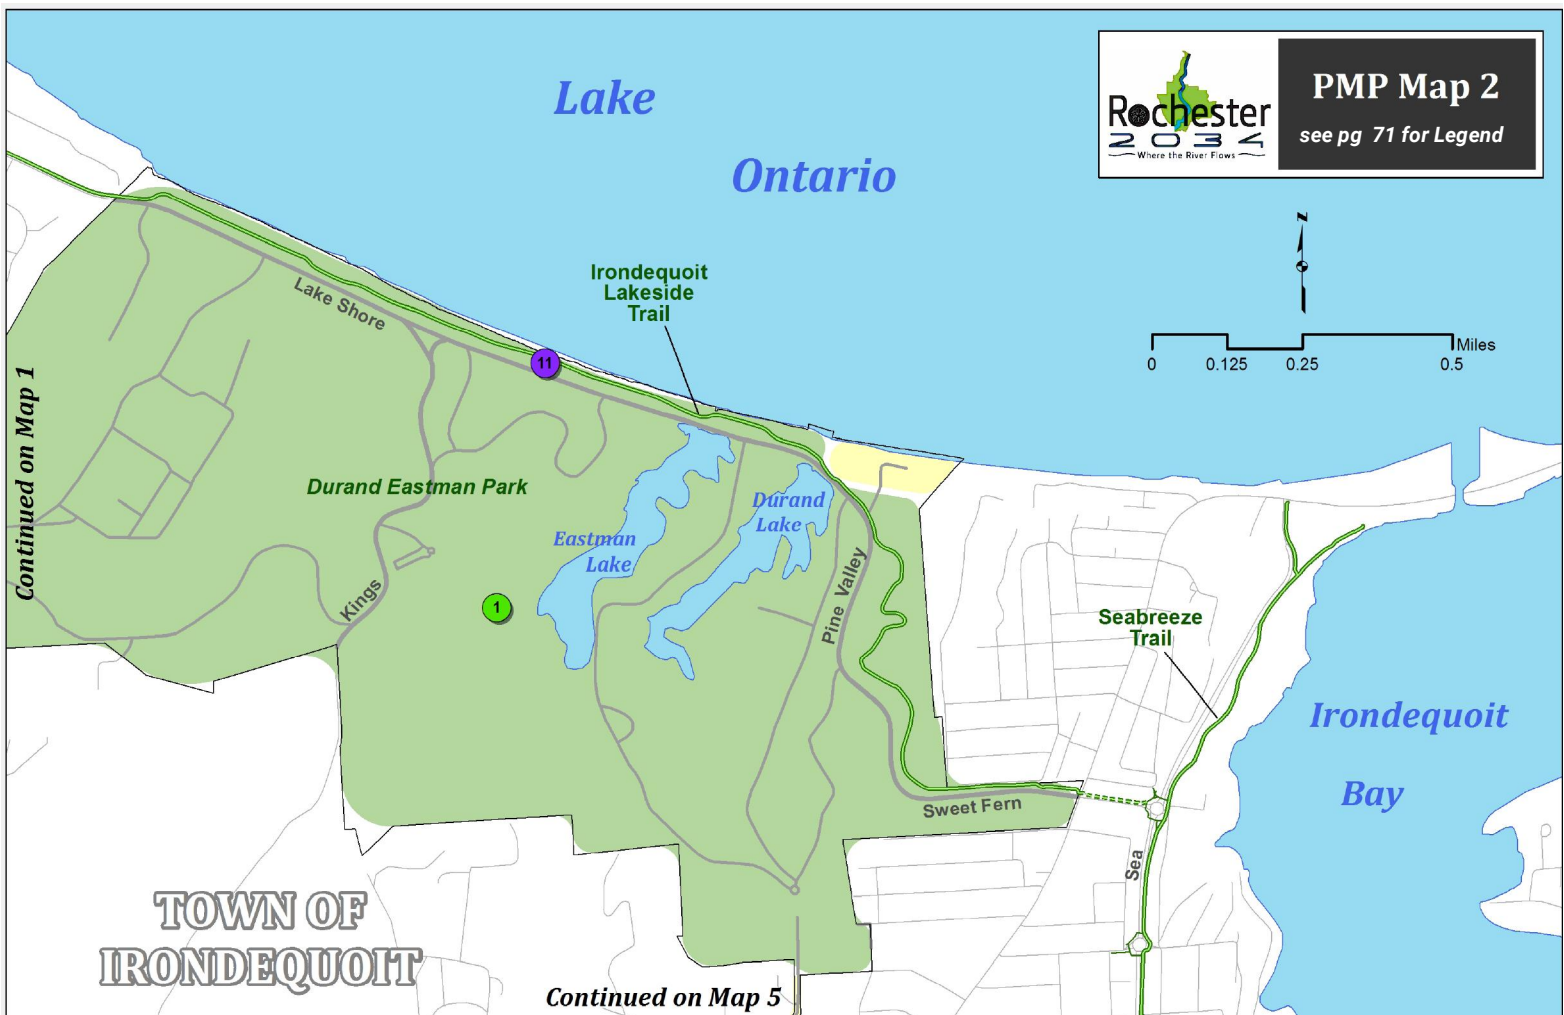 Lake
Ontario
Rochester
2034
Where the River Flows
PMP Map 2
see pg 71 for Legend
N
Miles
0 0.125 0.25 0.5
Irondequoit
Lakeside
Trail
Lake Shore
11
Continued on Map 1
Durand Eastman Park
Eastman
Lake
Durand
Lake
Kings
1
Pine Valley
Seabreeze
Trail
Irondequoit
Bay
Sweet Fern
Sea
TOWN OF
IRONDEQUOIT
Continued on Map 5